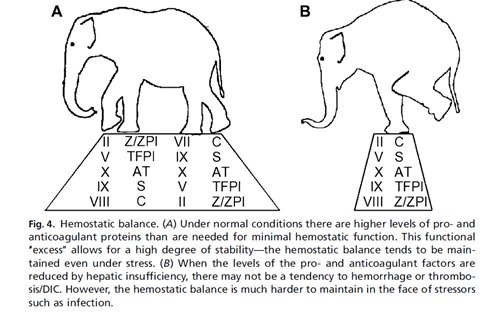 A
B
II Z/ZPI VII C
V TFPI IX S
X AT X AT
IX S V TFPI
VIII C II Z/ZPI
II C
V S
X AT
IX TFPI
VIII Z/ZPI
Fig. 4. Hemostatic balance. (A) Under normal conditions there are higher levels of pro- and
anticoagulant proteins than are needed for minimal hemostatic function. This functional
"excess" allows for a high degree of stability—the hemostatic balance tends to be main-
tained even under stress. (B) When the levels of the pro- and anticoagulant factors are
reduced by hepatic insufficiency, there may not be a tendency to hemorrhage or thrombo-
sis/DIC. However, the hemostatic balance is much harder to maintain in the face of stressors
such as infection.